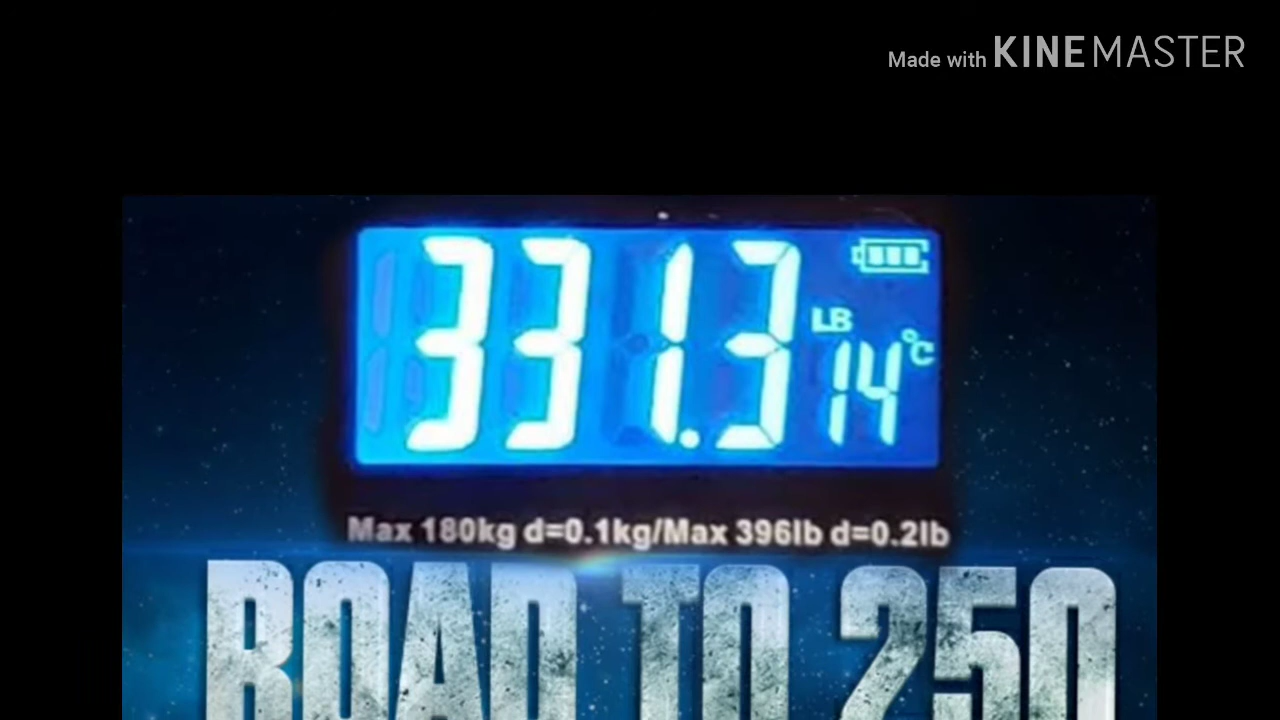 Made with KINEMASTER
331.3 LB
14 °C
Max 180kg d=0.1kg/Max 396lb d=0.2lb
ROAD TO 250